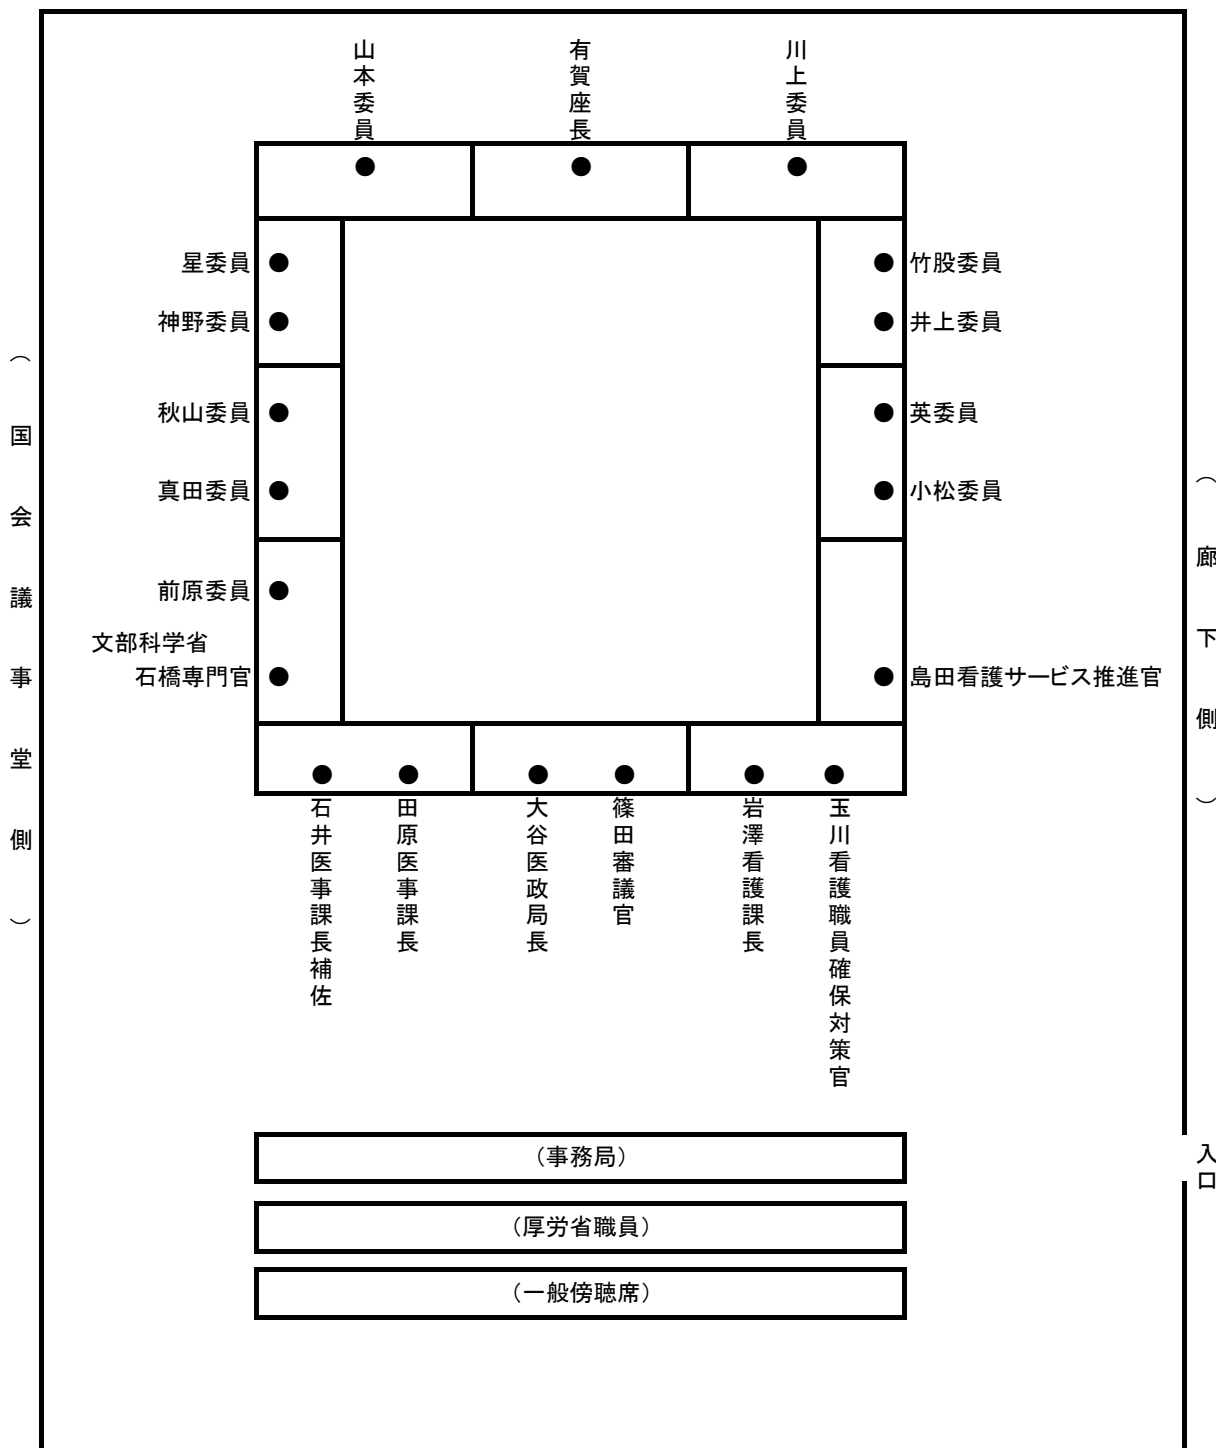 山本委員
有賀座長
川上委員
星委員
神野委員
秋山委員
真田委員
前原委員
文部科学省
石橋専門官
竹股委員
井上委員
英委員
小松委員
島田看護サービス推進官
石井医事課長補佐
田原医事課長
大谷医政局長
篠田審議官
岩澤看護課長
玉川看護職員確保対策官
（国会議事堂側）
（廊下側）
入口
（事務局）
（厚労省職員）
（一般傍聴席）